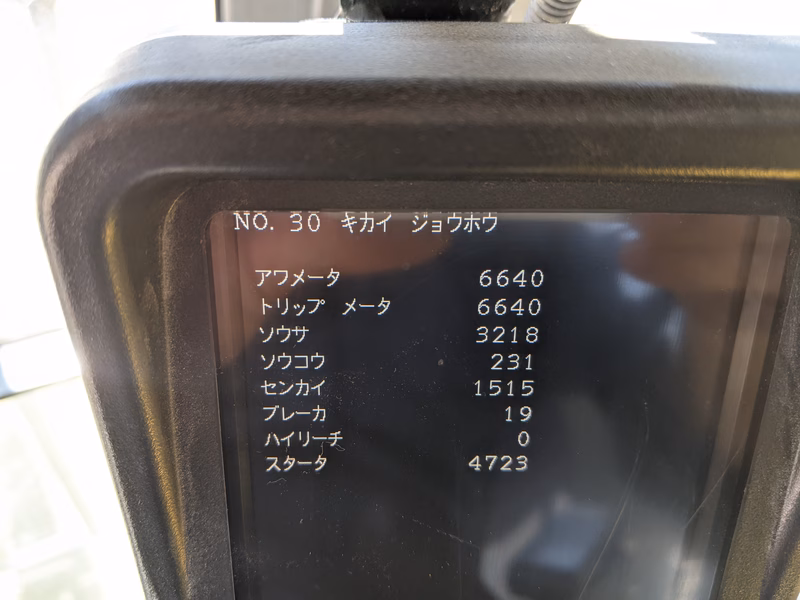 NO. 30 キカイ ジョウホウ
アワメータ 6640
トリップ メータ 6640
ソウサ 3218
ソウコウ 231
センカイ 1515
ブレーカ 19
ハイリーチ 0
スタータ 4723